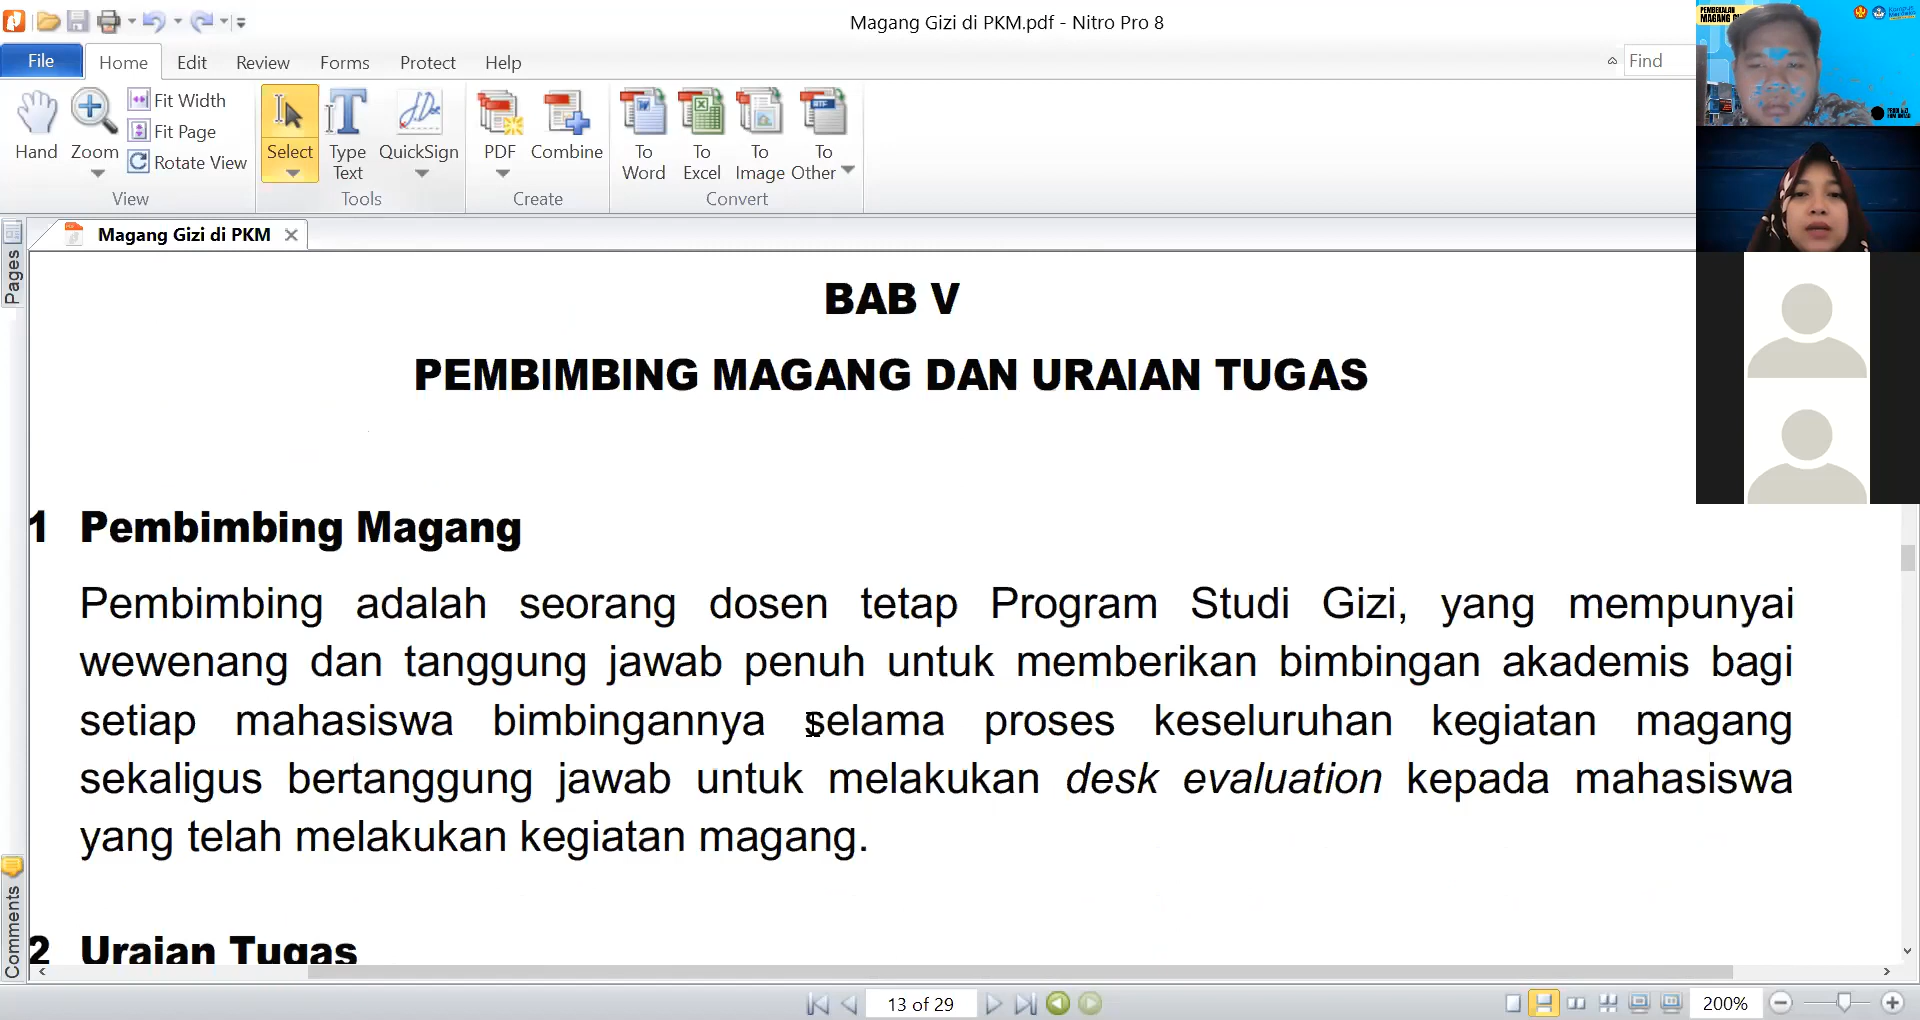 Magang Gizi di PKM.pdf - Nitro Pro 8
File Home Edit Review Forms Protect Help
Find
Fit Width
Fit Page
Rotate View
Hand Zoom Select Type Text QuickSign PDF Combine To Word To Excel To Image To Other
View Tools Create Convert
Magang Gizi di PKM
Pages
BAB V
PEMBIMBING MAGANG DAN URAIAN TUGAS
1 Pembimbing Magang
Pembimbing adalah seorang dosen tetap Program Studi Gizi, yang mempunyai
wewenang dan tanggung jawab penuh untuk memberikan bimbingan akademis bagi
setiap mahasiswa bimbingannya selama proses keseluruhan kegiatan magang
sekaligus bertanggung jawab untuk melakukan desk evaluation kepada mahasiswa
yang telah melakukan kegiatan magang.
2 Uraian Tugas
Comments
13 of 29
200%
PEMBEKALAN
MAGANG